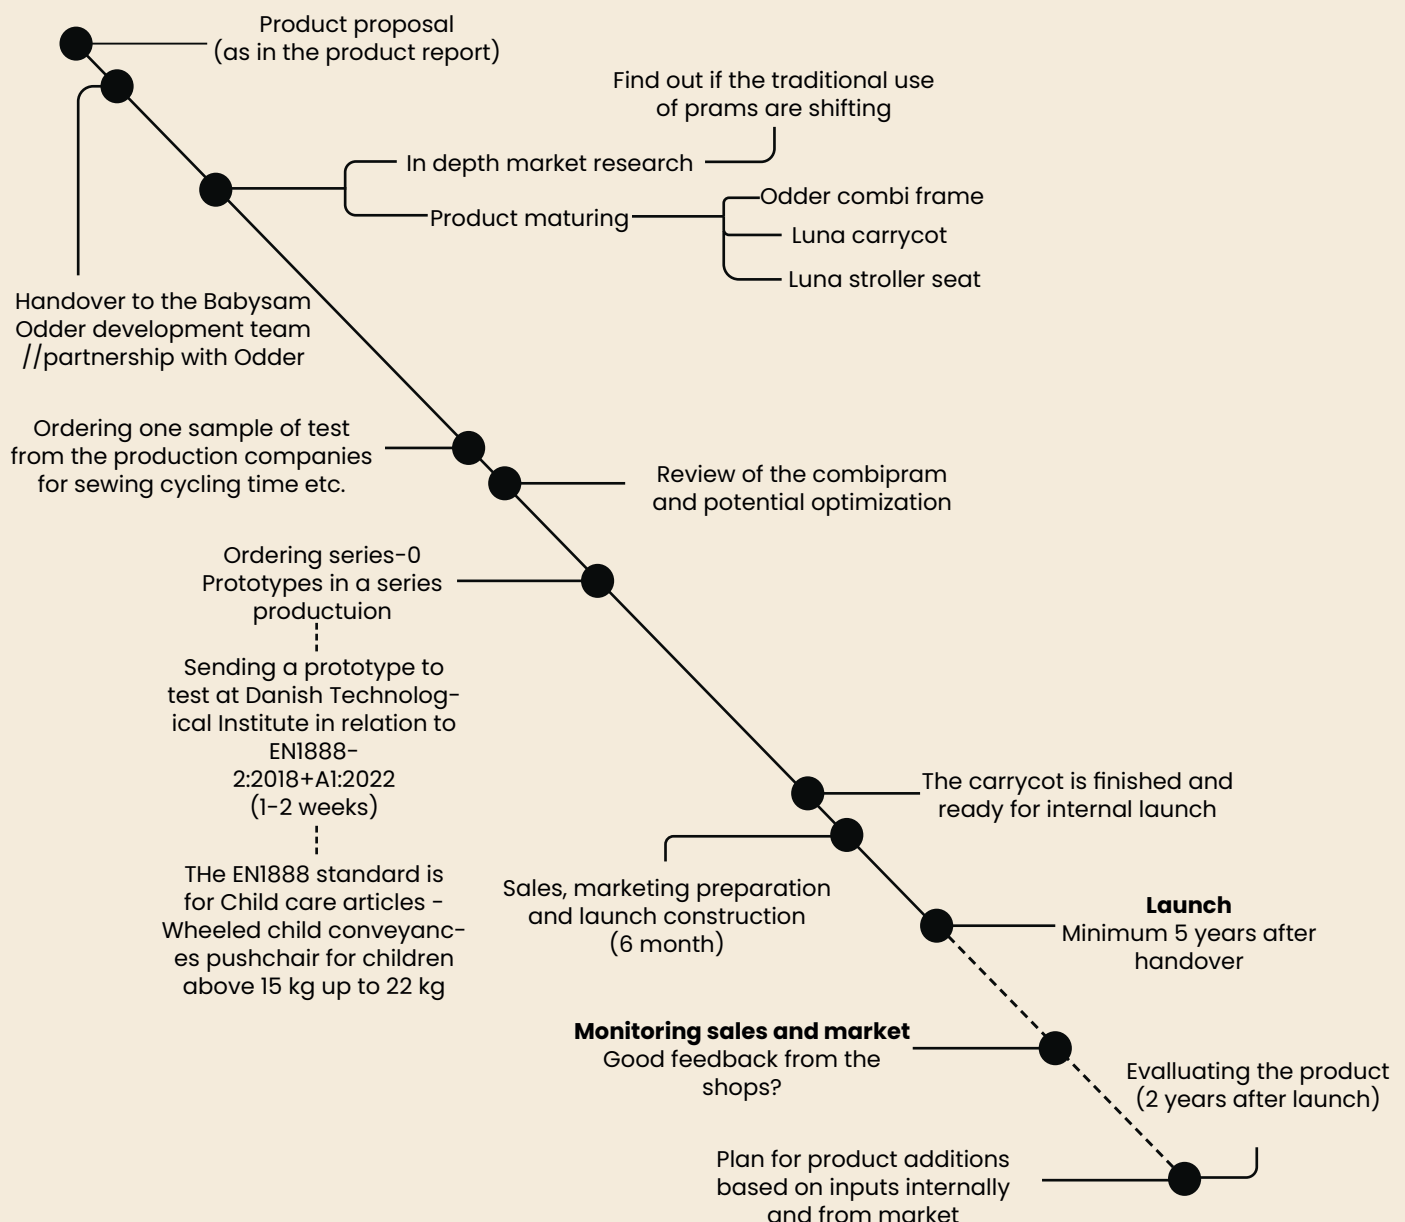 Product proposal
(as in the product report)
Find out if the traditional use
of prams are shifting
In depth market research
Product maturing
Odder combi frame
Luna carrycot
Luna stroller seat
Handover to the Babysam
Odder development team
//partnership with Odder
Ordering one sample of test
from the production companies
for sewing cycling time etc.
Review of the combipram
and potential optimization
Ordering series-0
Prototypes in a series
productuion
Sending a prototype to
test at Danish Technolog-
ical Institute in relation to
EN1888-
2:2018+A1:2022
(1-2 weeks)
THe EN1888 standard is
for Child care articles -
Wheeled child conveyanc-
es pushchair for children
above 15 kg up to 22 kg
The carrycot is finished and
ready for internal launch
Sales, marketing preparation
and launch construction
(6 month)
Launch
Minimum 5 years after
handover
Monitoring sales and market
Good feedback from the
shops?
Evalluating the product
(2 years after launch)
Plan for product additions
based on inputs internally
and from market